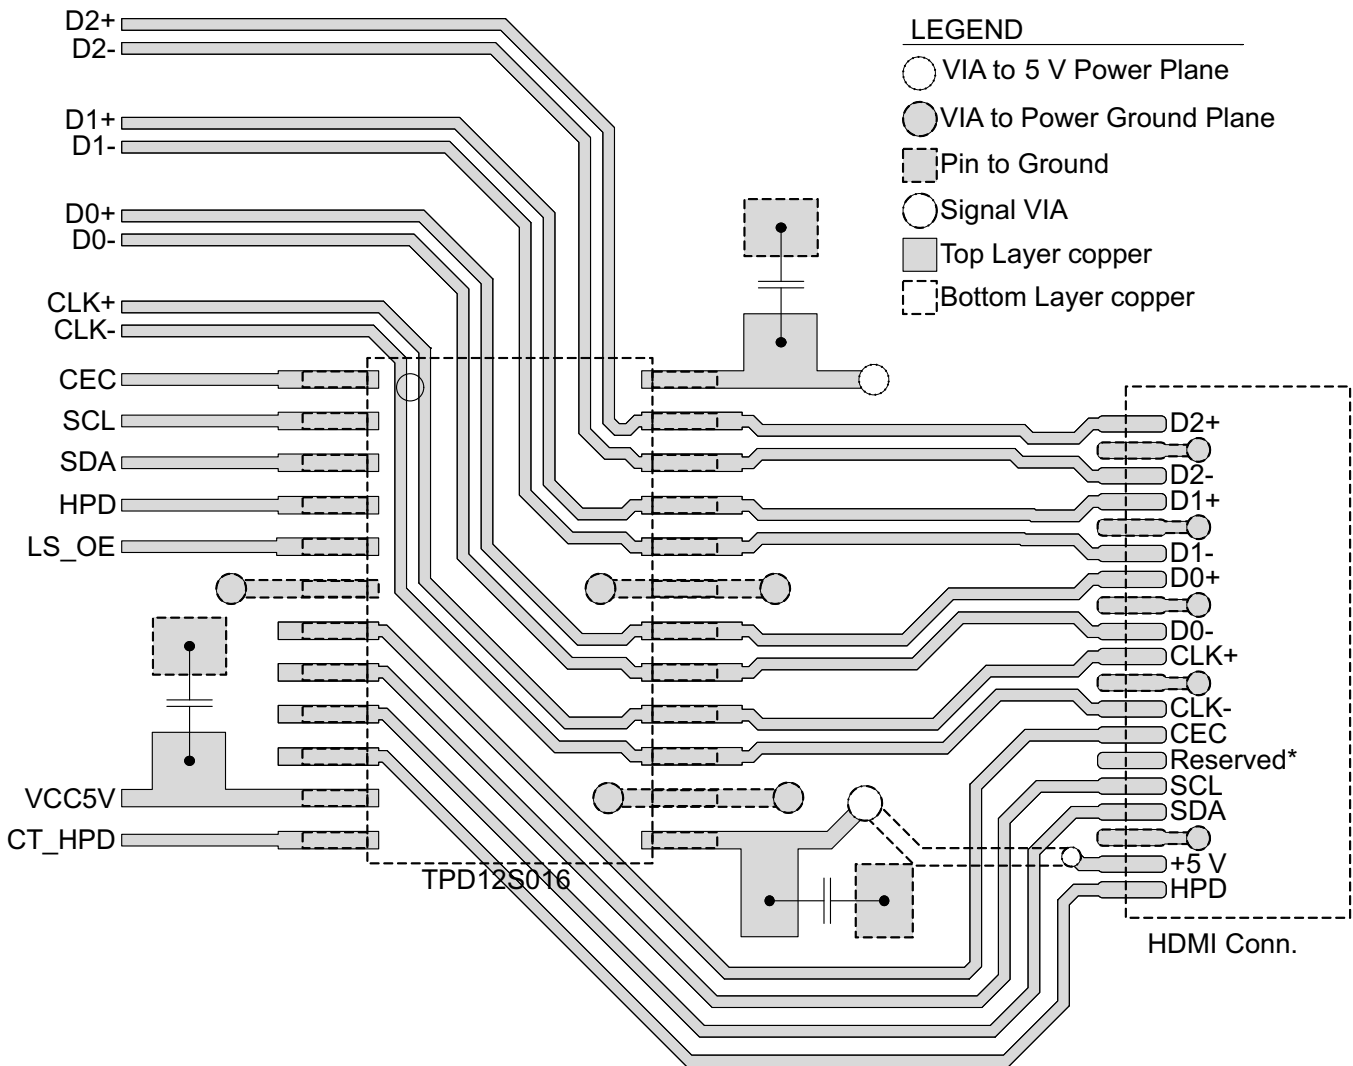 D2+
D2-
D1+
D1-
D0+
D0-
CLK+
CLK-
CEC
SCL
SDA
HPD
LS_OE
VCC5V
CT_HPD
TPD12S016
LEGEND
VIA to 5 V Power Plane
VIA to Power Ground Plane
Pin to Ground
Signal VIA
Top Layer copper
Bottom Layer copper
D2+
D2-
D1+
D1-
D0+
D0-
CLK+
CLK-
CEC
Reserved*
SCL
SDA
+5 V
HPD
HDMI Conn.